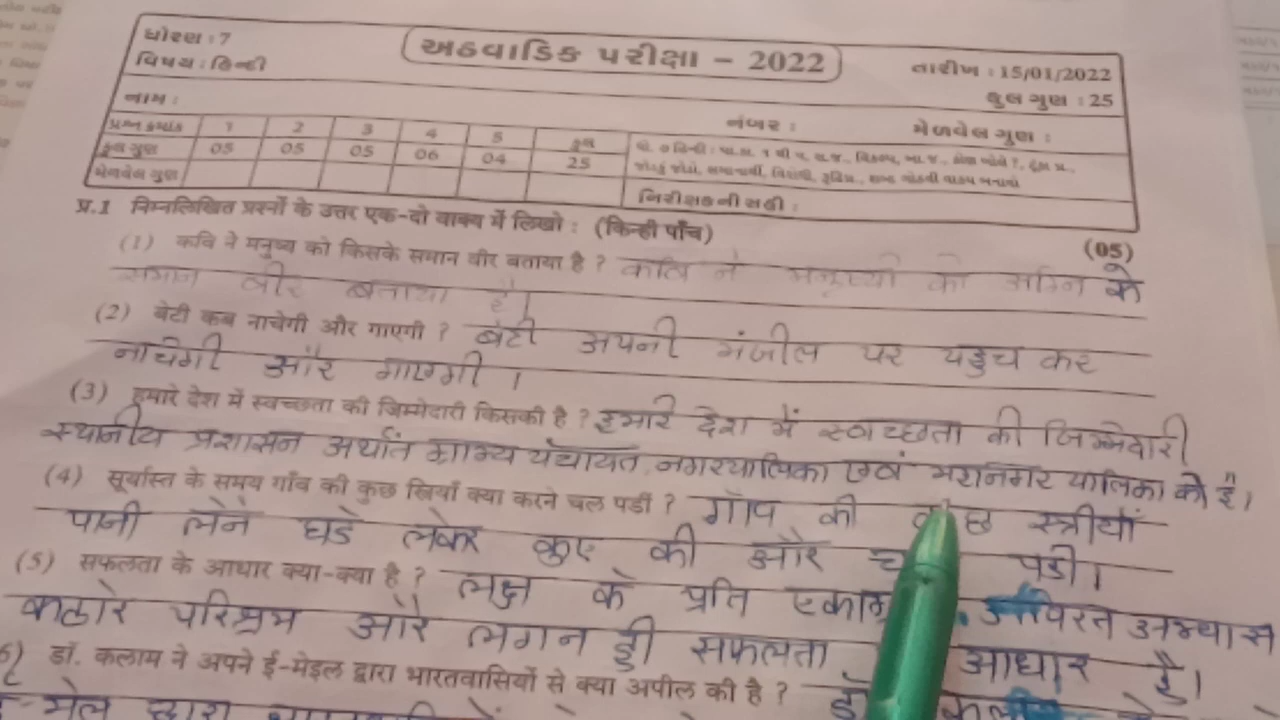 ધોરણ : 7
અઠવાડિક પરીક્ષા - 2022
તારીખ : 15/01/2022
વિષય : હિન્દી
કુલ ગુણ : 25
નામ :
નંબર :
મેળવેલ ગુણ :
પ્રશ્ન ક્રમાંક 1 2 3 4 5 કુલ
કુલ ગુણ 05 05 05 06 04 25
મેળવેલ ગુણ
નિરીક્ષકની સહી :
प्र.1 निम्नलिखित प्रश्नों के उत्तर एक-दो वाक्य में लिखो : (किन्ही पाँच) (05)
(1) कवि ने मनुष्य को किसके समान वीर बताया है ? कवि ने मनुष्यो को अग्नि के
समान वीर बताया है।
(2) बेटी कब नाचेगी और गाएगी ? बेटी अपनी मंजील पर पहुच कर
नाचेगी और गाएगी ।
(3) हमारे देश में स्वच्छता की जिम्मेदारी किसकी है ? हमारे देश में स्वच्छता की जिम्मेदारी
स्थानीय प्रशासन अर्थात ग्राम्य पंचायत, नगरपालिका एवं महानगर पालिका की है।
(4) सूर्यास्त के समय गाँव की कुछ स्त्रियाँ क्या करने चल पडीं ? गाँव की कुछ स्त्रीयाँ
पानी लेने घडे लेकर कुए की और च पडी।
(5) सफलता के आधार क्या-क्या है ? लक्ष के प्रति एकाग्र अविरत अभ्यास
कठोर परिश्रम और लगन ही सफलता आधार है।
6) डॉ. कलाम ने अपने ई-मेइल द्वारा भारतवासियों से क्या अपील की है ?